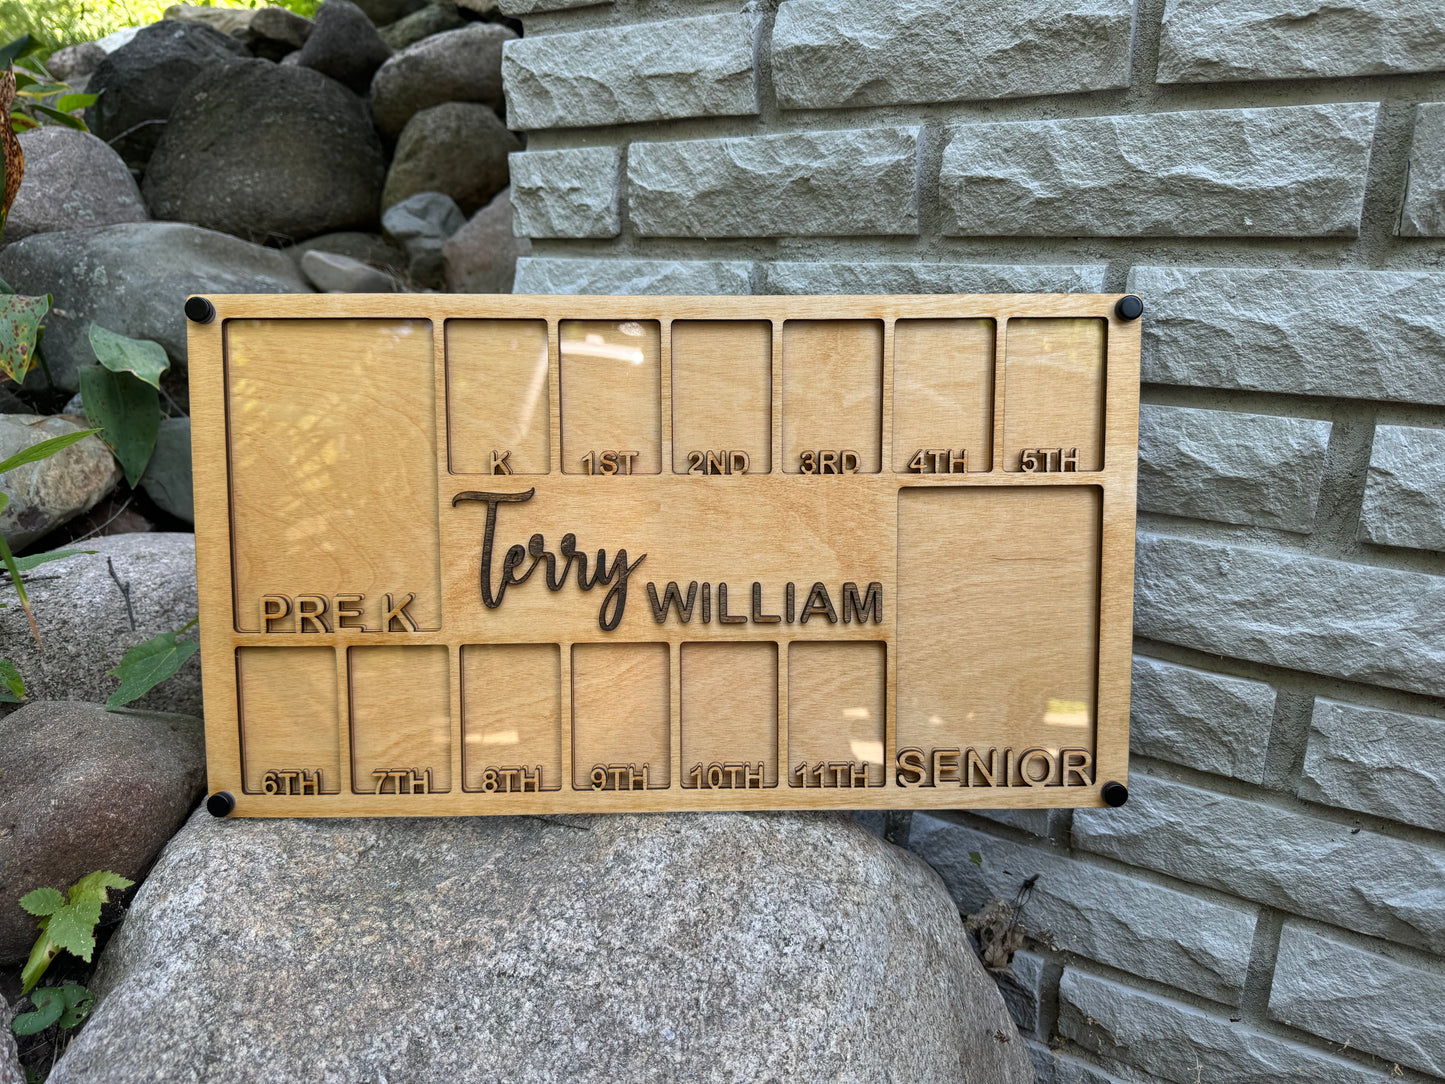 K 1ST 2ND 3RD 4TH 5TH
Terry WILLIAM
PRE K
6TH 7TH 8TH 9TH 10TH 11TH SENIOR